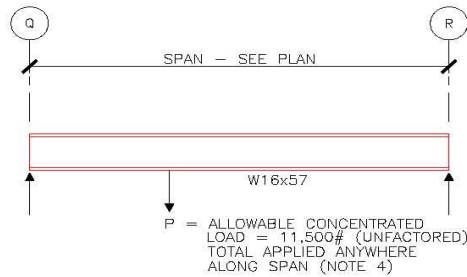 Q
R
SPAN – SEE PLAN
W16x57
P = ALLOWABLE CONCENTRATED
LOAD = 11,500# (UNFACTORED)
TOTAL APPLIED ANYWHERE
ALONG SPAN (NOTE 4)